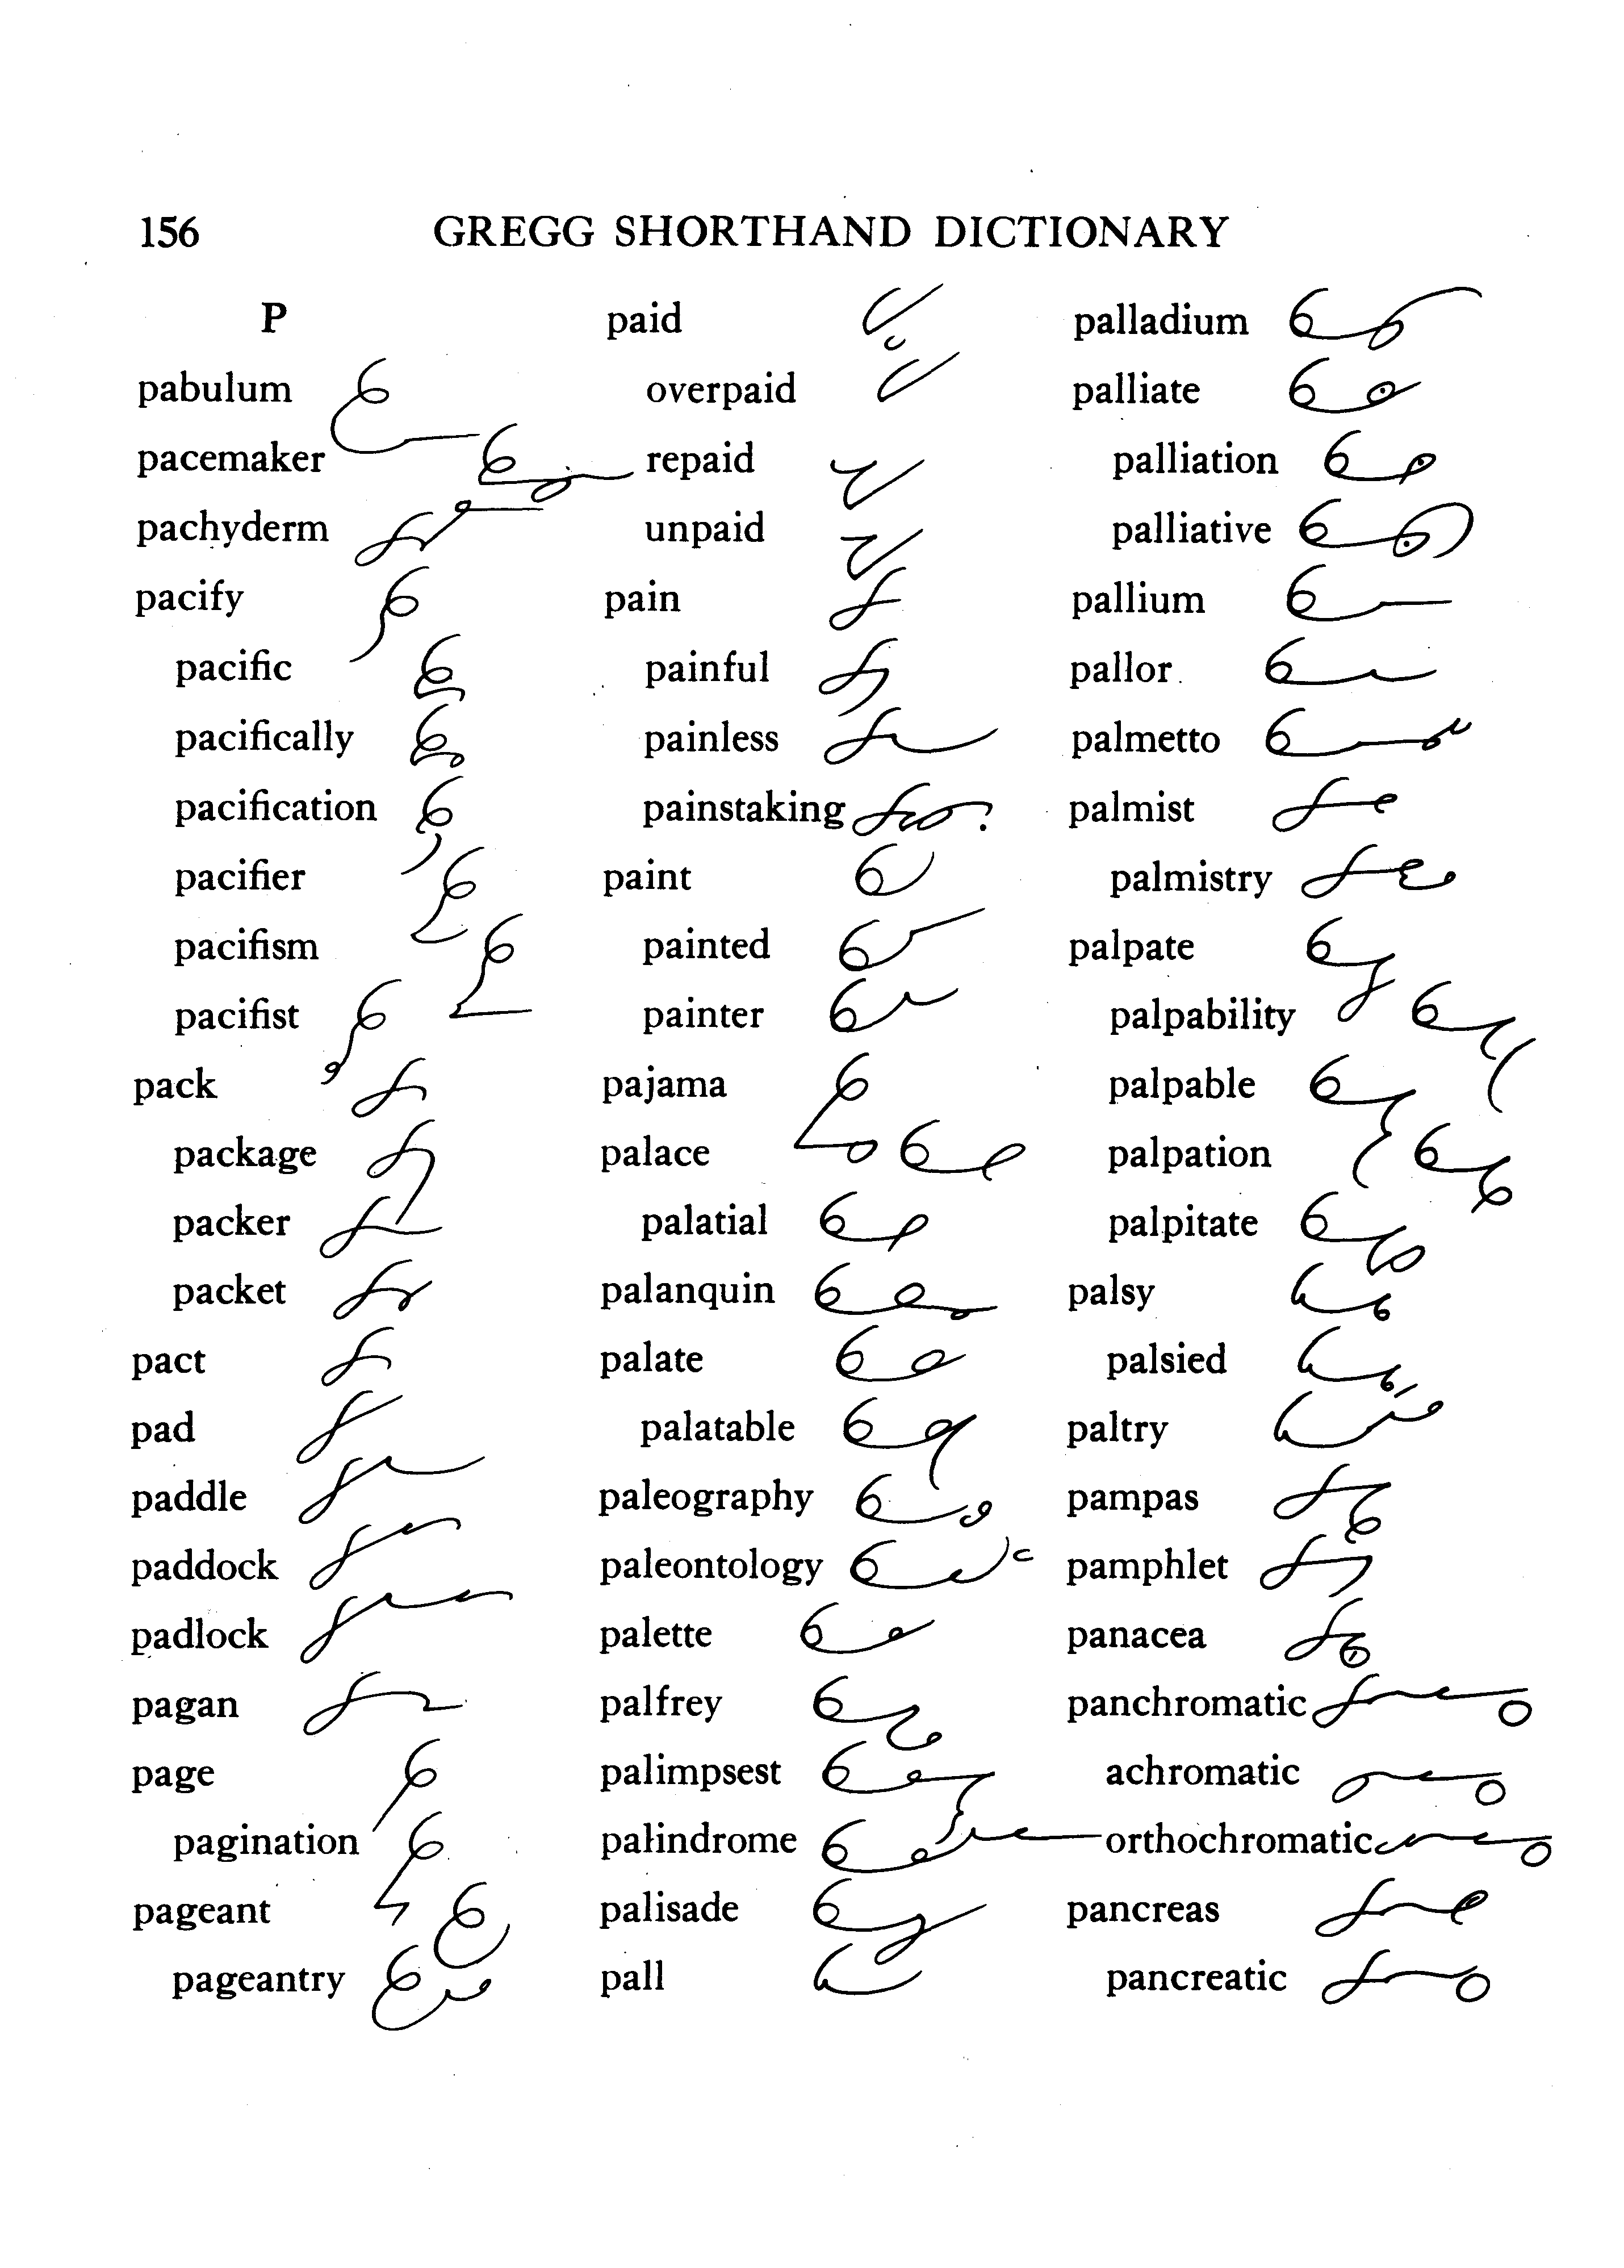 156 GREGG SHORTHAND DICTIONARY
P
pabulum
pacemaker
pachyderm
pacify
pacific
pacifically
pacification
pacifier
pacifism
pacifist
pack
package
packer
packet
pact
pad
paddle
paddock
padlock
pagan
page
pagination
pageant
pageantry
paid
overpaid
repaid
unpaid
pain
painful
painless
painstaking
paint
painted
painter
pajama
palace
palatial
palanquin
palate
palatable
paleography
paleontology
palette
palfrey
palimpsest
palindrome
palisade
pall
palladium
palliate
palliation
palliative
pallium
pallor
palmetto
palmist
palmistry
palpate
palpability
palpable
palpation
palpitate
palsy
palsied
paltry
pampas
pamphlet
panacea
panchromatic
achromatic
orthochromatic
pancreas
pancreatic